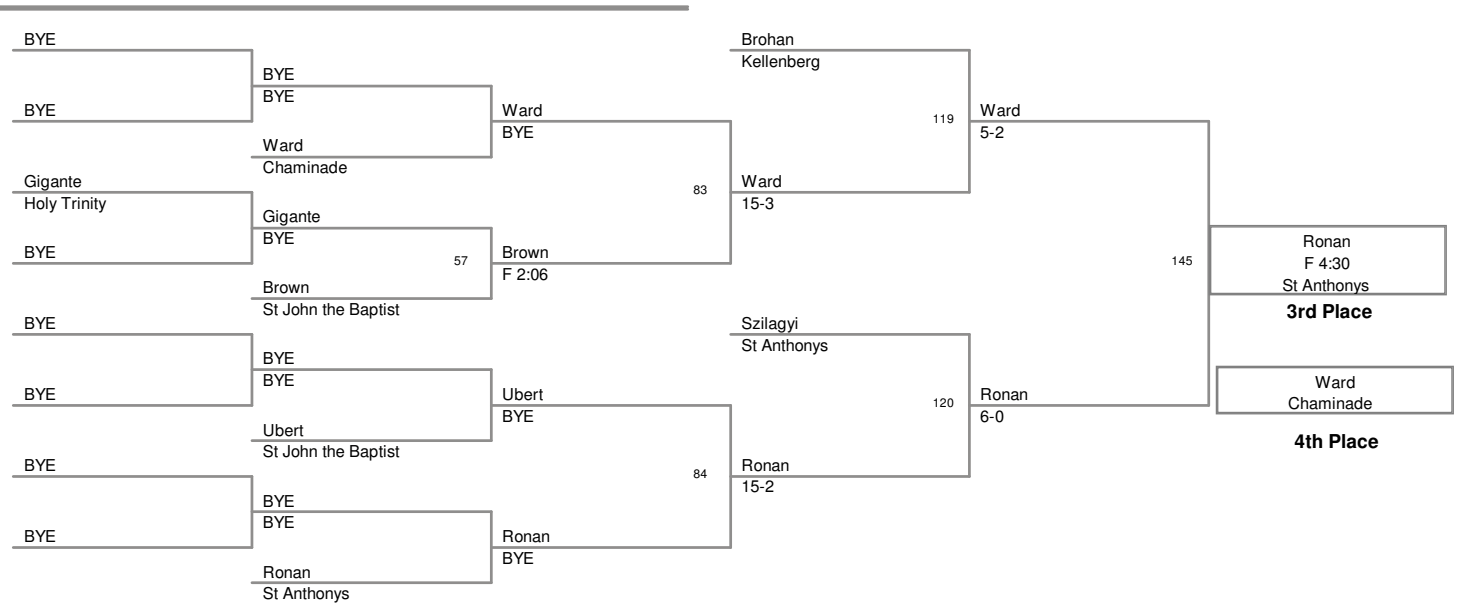 BYE
BYE
Gigante
Holy Trinity
BYE
BYE
BYE
BYE
BYE
BYE
BYE
Ward
Chaminade
Gigante
BYE
57
Brown
St John the Baptist
BYE
BYE
Ubert
St John the Baptist
BYE
BYE
Ronan
St Anthonys
Ward
BYE
83
Brown
F 2:06
Ubert
BYE
84
Ronan
BYE
Brohan
Kellenberg
119
Ward
15-3
Szilagyi
St Anthonys
120
Ronan
15-2
Ward
5-2
145
Ronan
6-0
Ronan
F 4:30
St Anthonys
3rd Place
Ward
Chaminade
4th Place